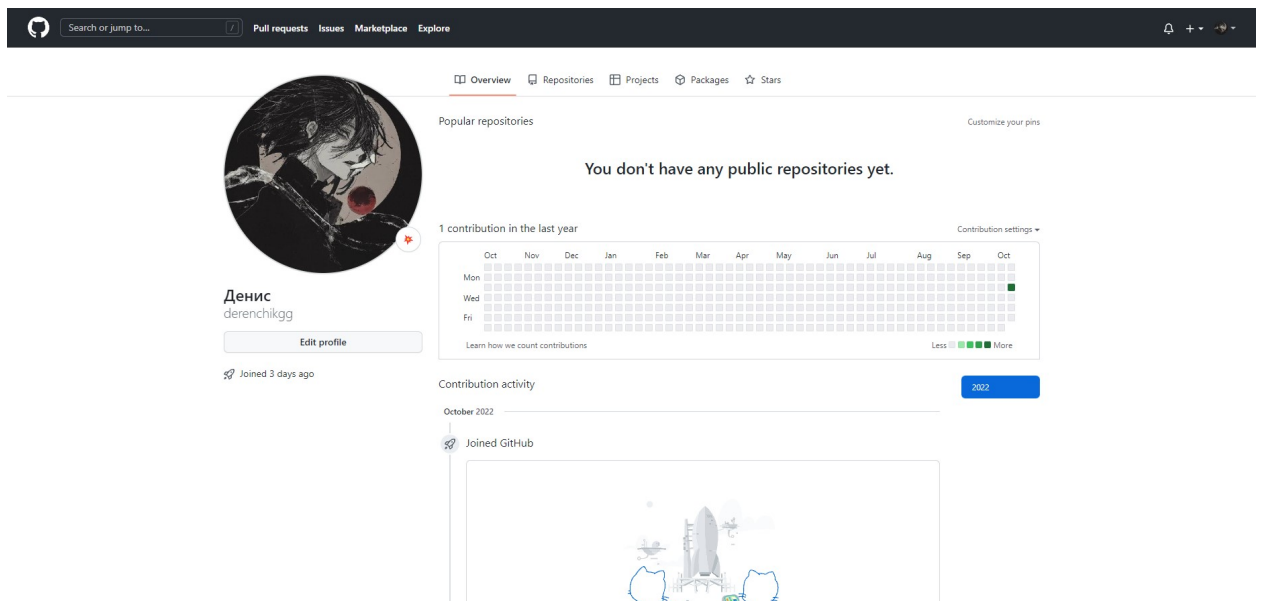 Search or jump to... / Pull requests Issues Marketplace Explore
Overview Repositories Projects Packages Stars
Popular repositories Customize your pins
You don't have any public repositories yet.
1 contribution in the last year Contribution settings
Oct Nov Dec Jan Feb Mar Apr May Jun Jul Aug Sep Oct
Mon
Wed
Fri
Learn how we count contributions Less More
Денис
derenchikgg
Edit profile
Joined 3 days ago
Contribution activity 2022
October 2022
Joined GitHub